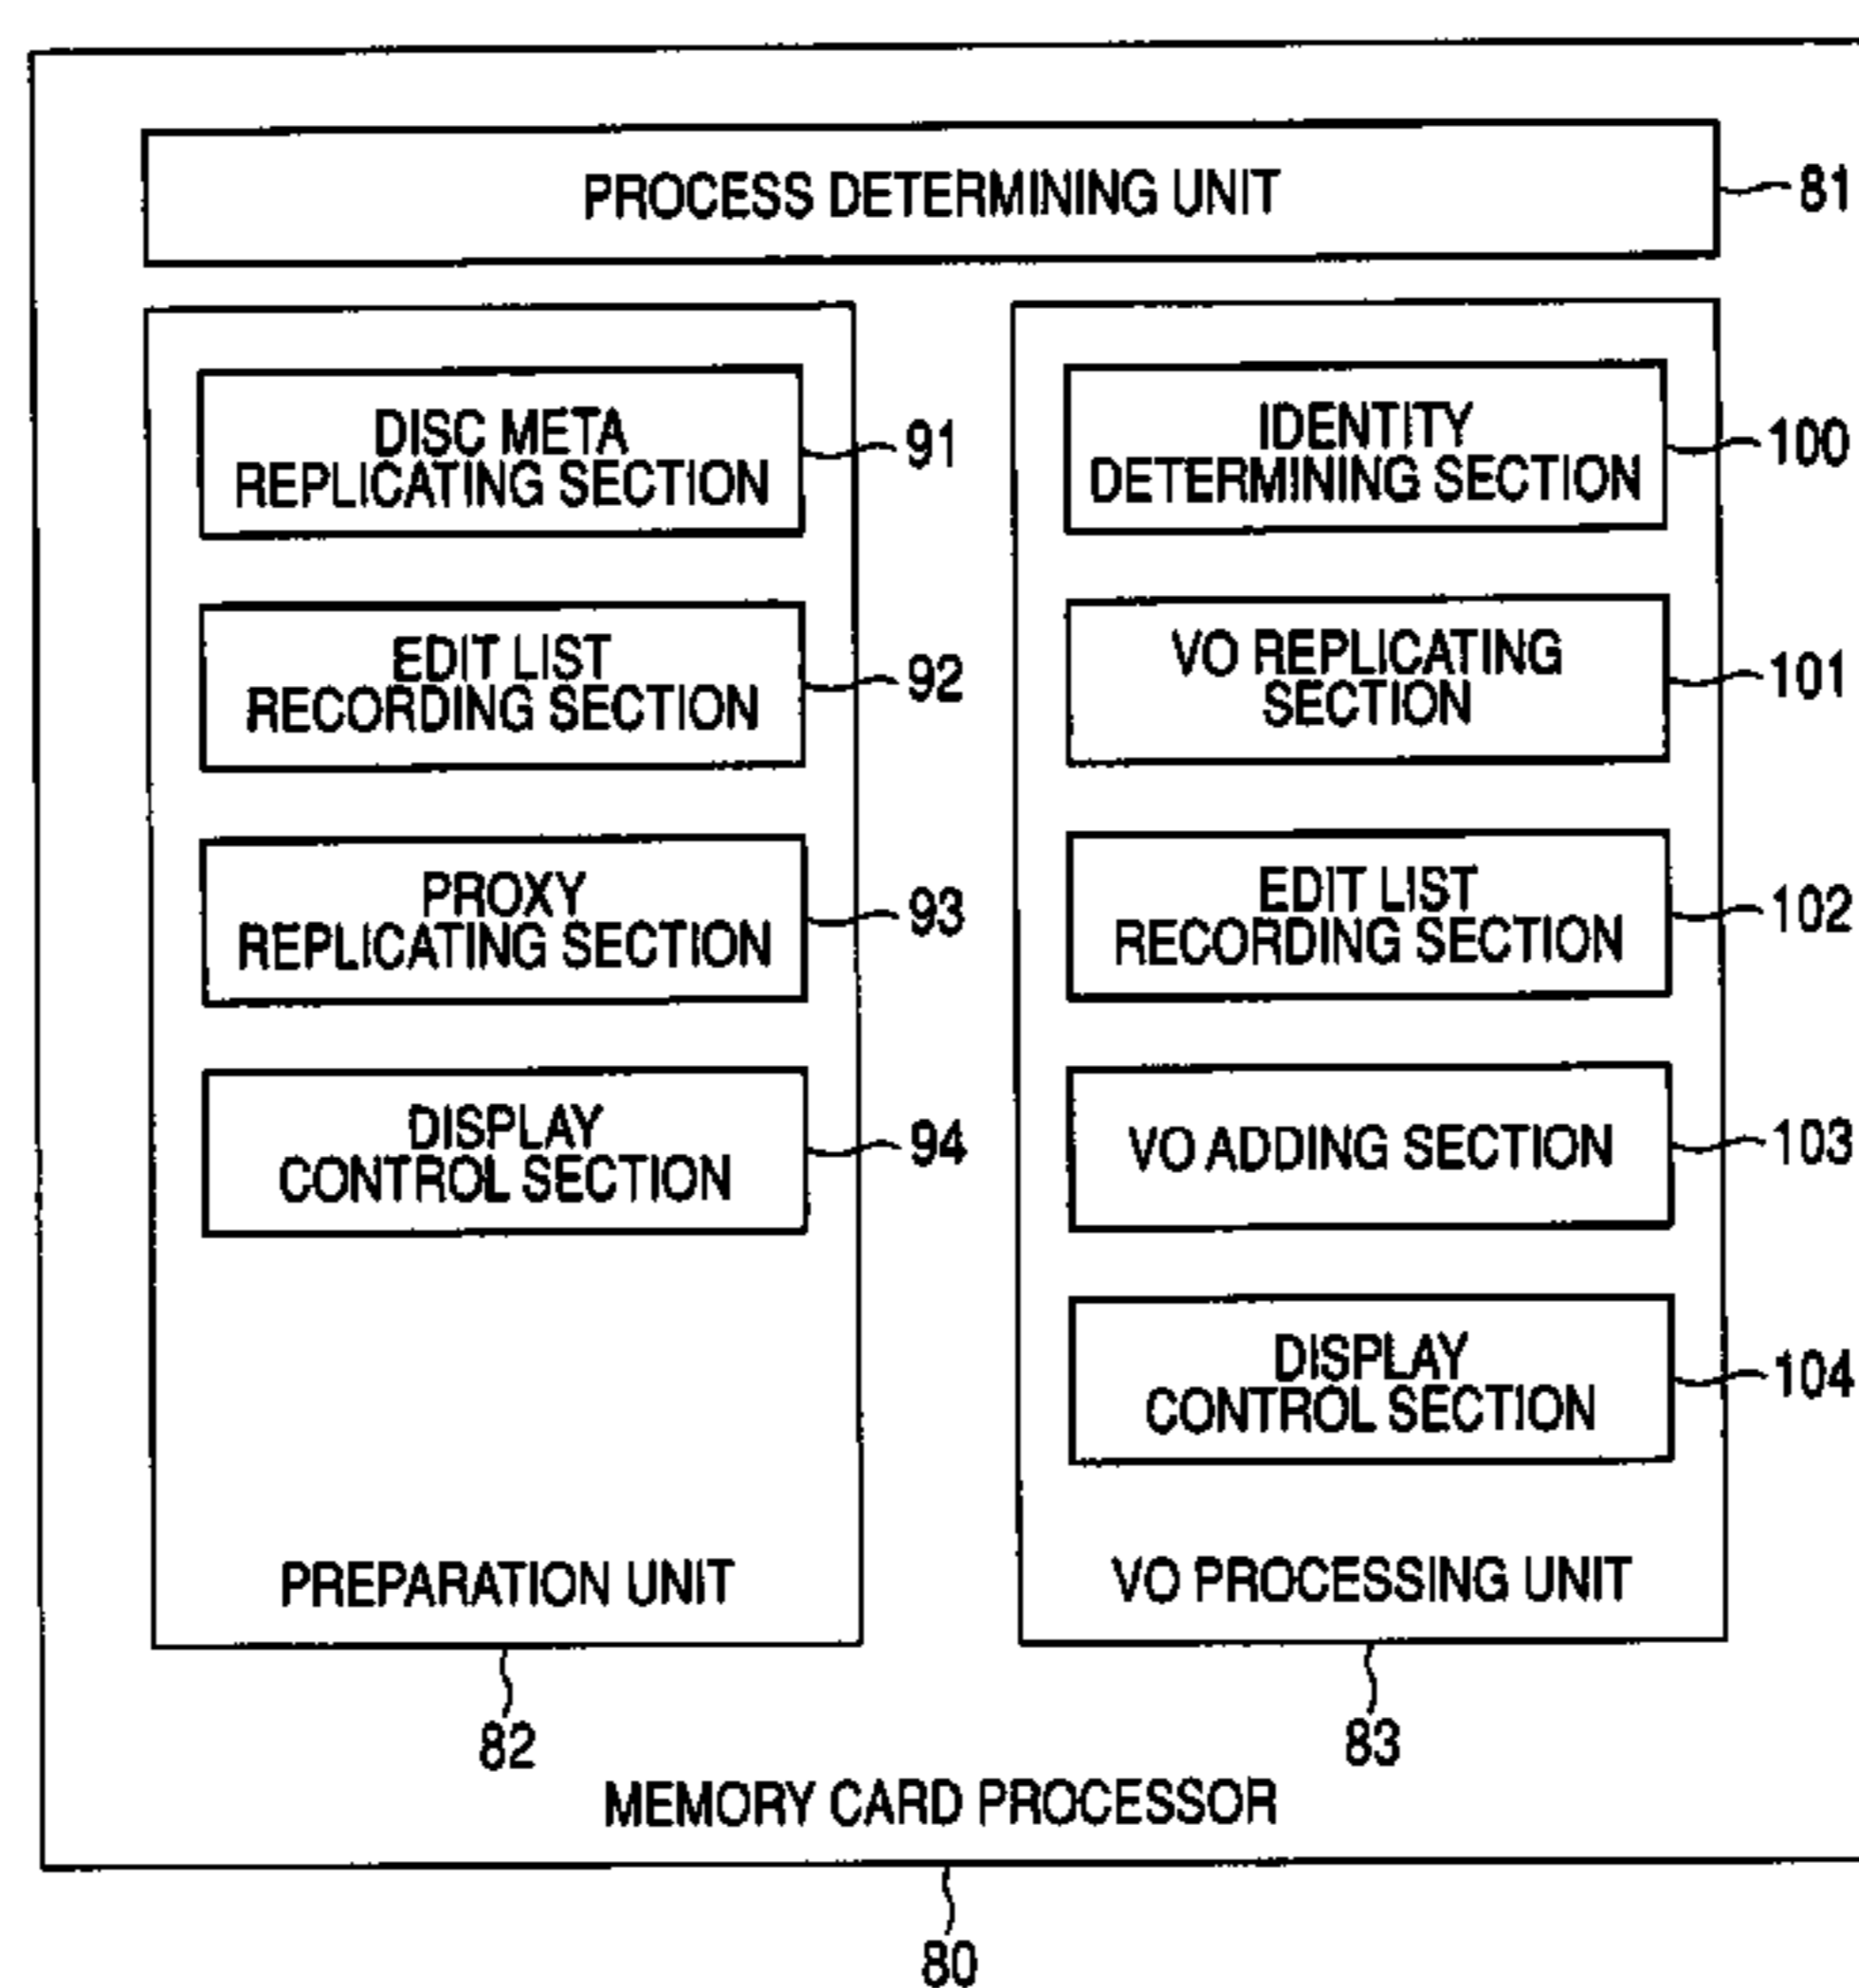 PROCESS DETERMINING UNIT
81
DISC META
REPLICATING SECTION
91
EDIT LIST
RECORDING SECTION
92
PROXY
REPLICATING SECTION
93
DISPLAY
CONTROL SECTION
94
PREPARATION UNIT
82
IDENTITY
DETERMINING SECTION
100
VO REPLICATING
SECTION
101
EDIT LIST
RECORDING SECTION
102
VO ADDING SECTION
103
DISPLAY
CONTROL SECTION
104
VO PROCESSING UNIT
83
MEMORY CARD PROCESSOR
80